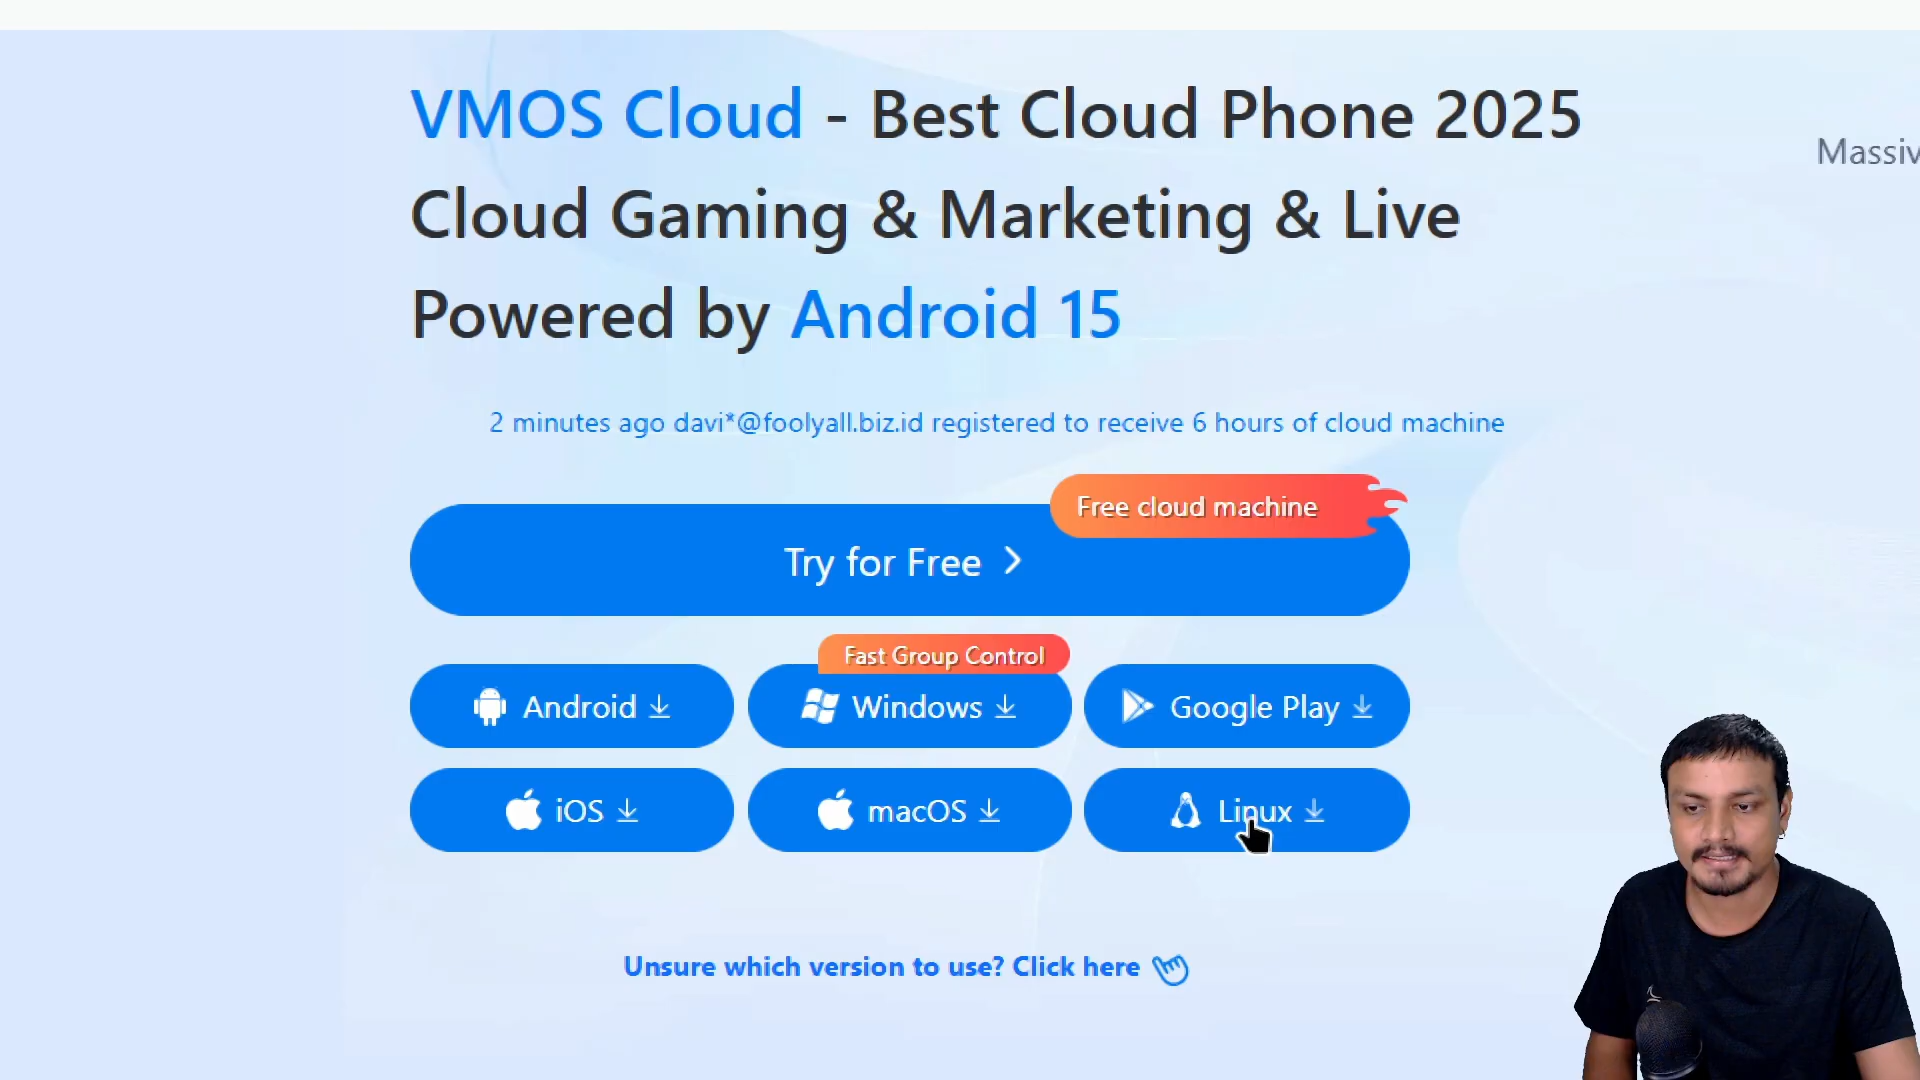 VMOS Cloud - Best Cloud Phone 2025
Massiv
Cloud Gaming & Marketing & Live
Powered by Android 15
2 minutes ago davi*@foolyall.biz.id registered to receive 6 hours of cloud machine
Free cloud machine
Try for Free
Fast Group Control
Android
Windows
Google Play
iOS
macOS
Linux
Unsure which version to use? Click here